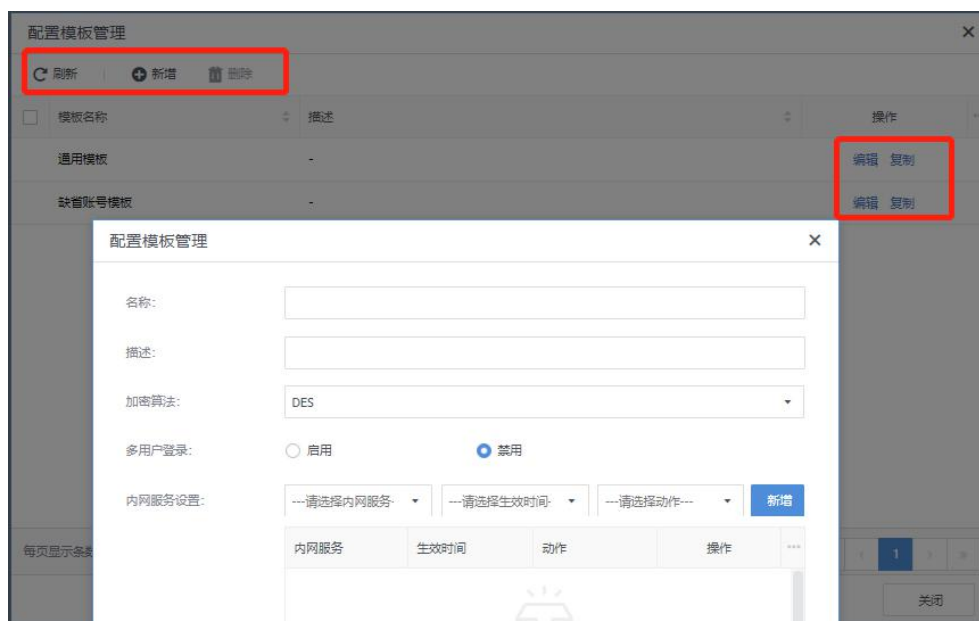 配置模板管理
刷新 新增 删除
模板名称 描述 操作
通用模板 - 编辑 复制
缺省账号模板 - 编辑 复制
配置模板管理
名称:
描述:
加密算法: DES
多用户登录: 启用 禁用
内网服务设置: ---请选择内网服务- ---请选择生效时间- ---请选择动作--- 新增
内网服务 生效时间 动作 操作
每页显示条数 1
关闭